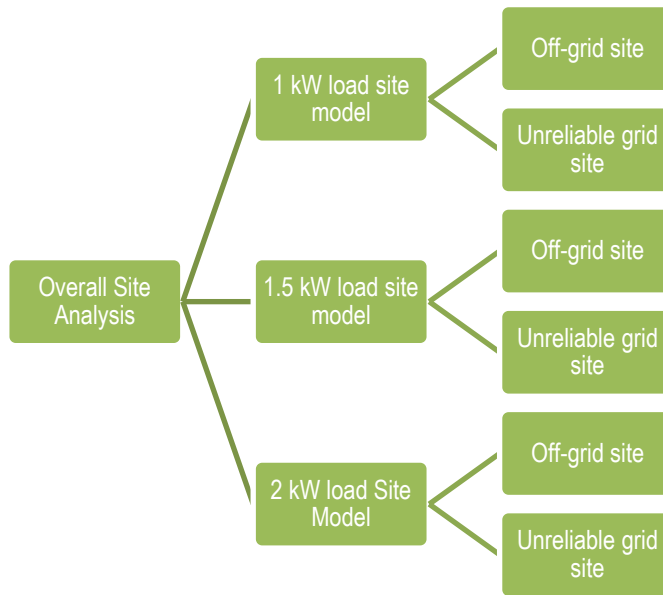 Overall Site
Analysis
1 kW load site
model
Off-grid site
Unreliable grid
site
1.5 kW load site
model
Off-grid site
Unreliable grid
site
2 kW load Site
Model
Off-grid site
Unreliable grid
site